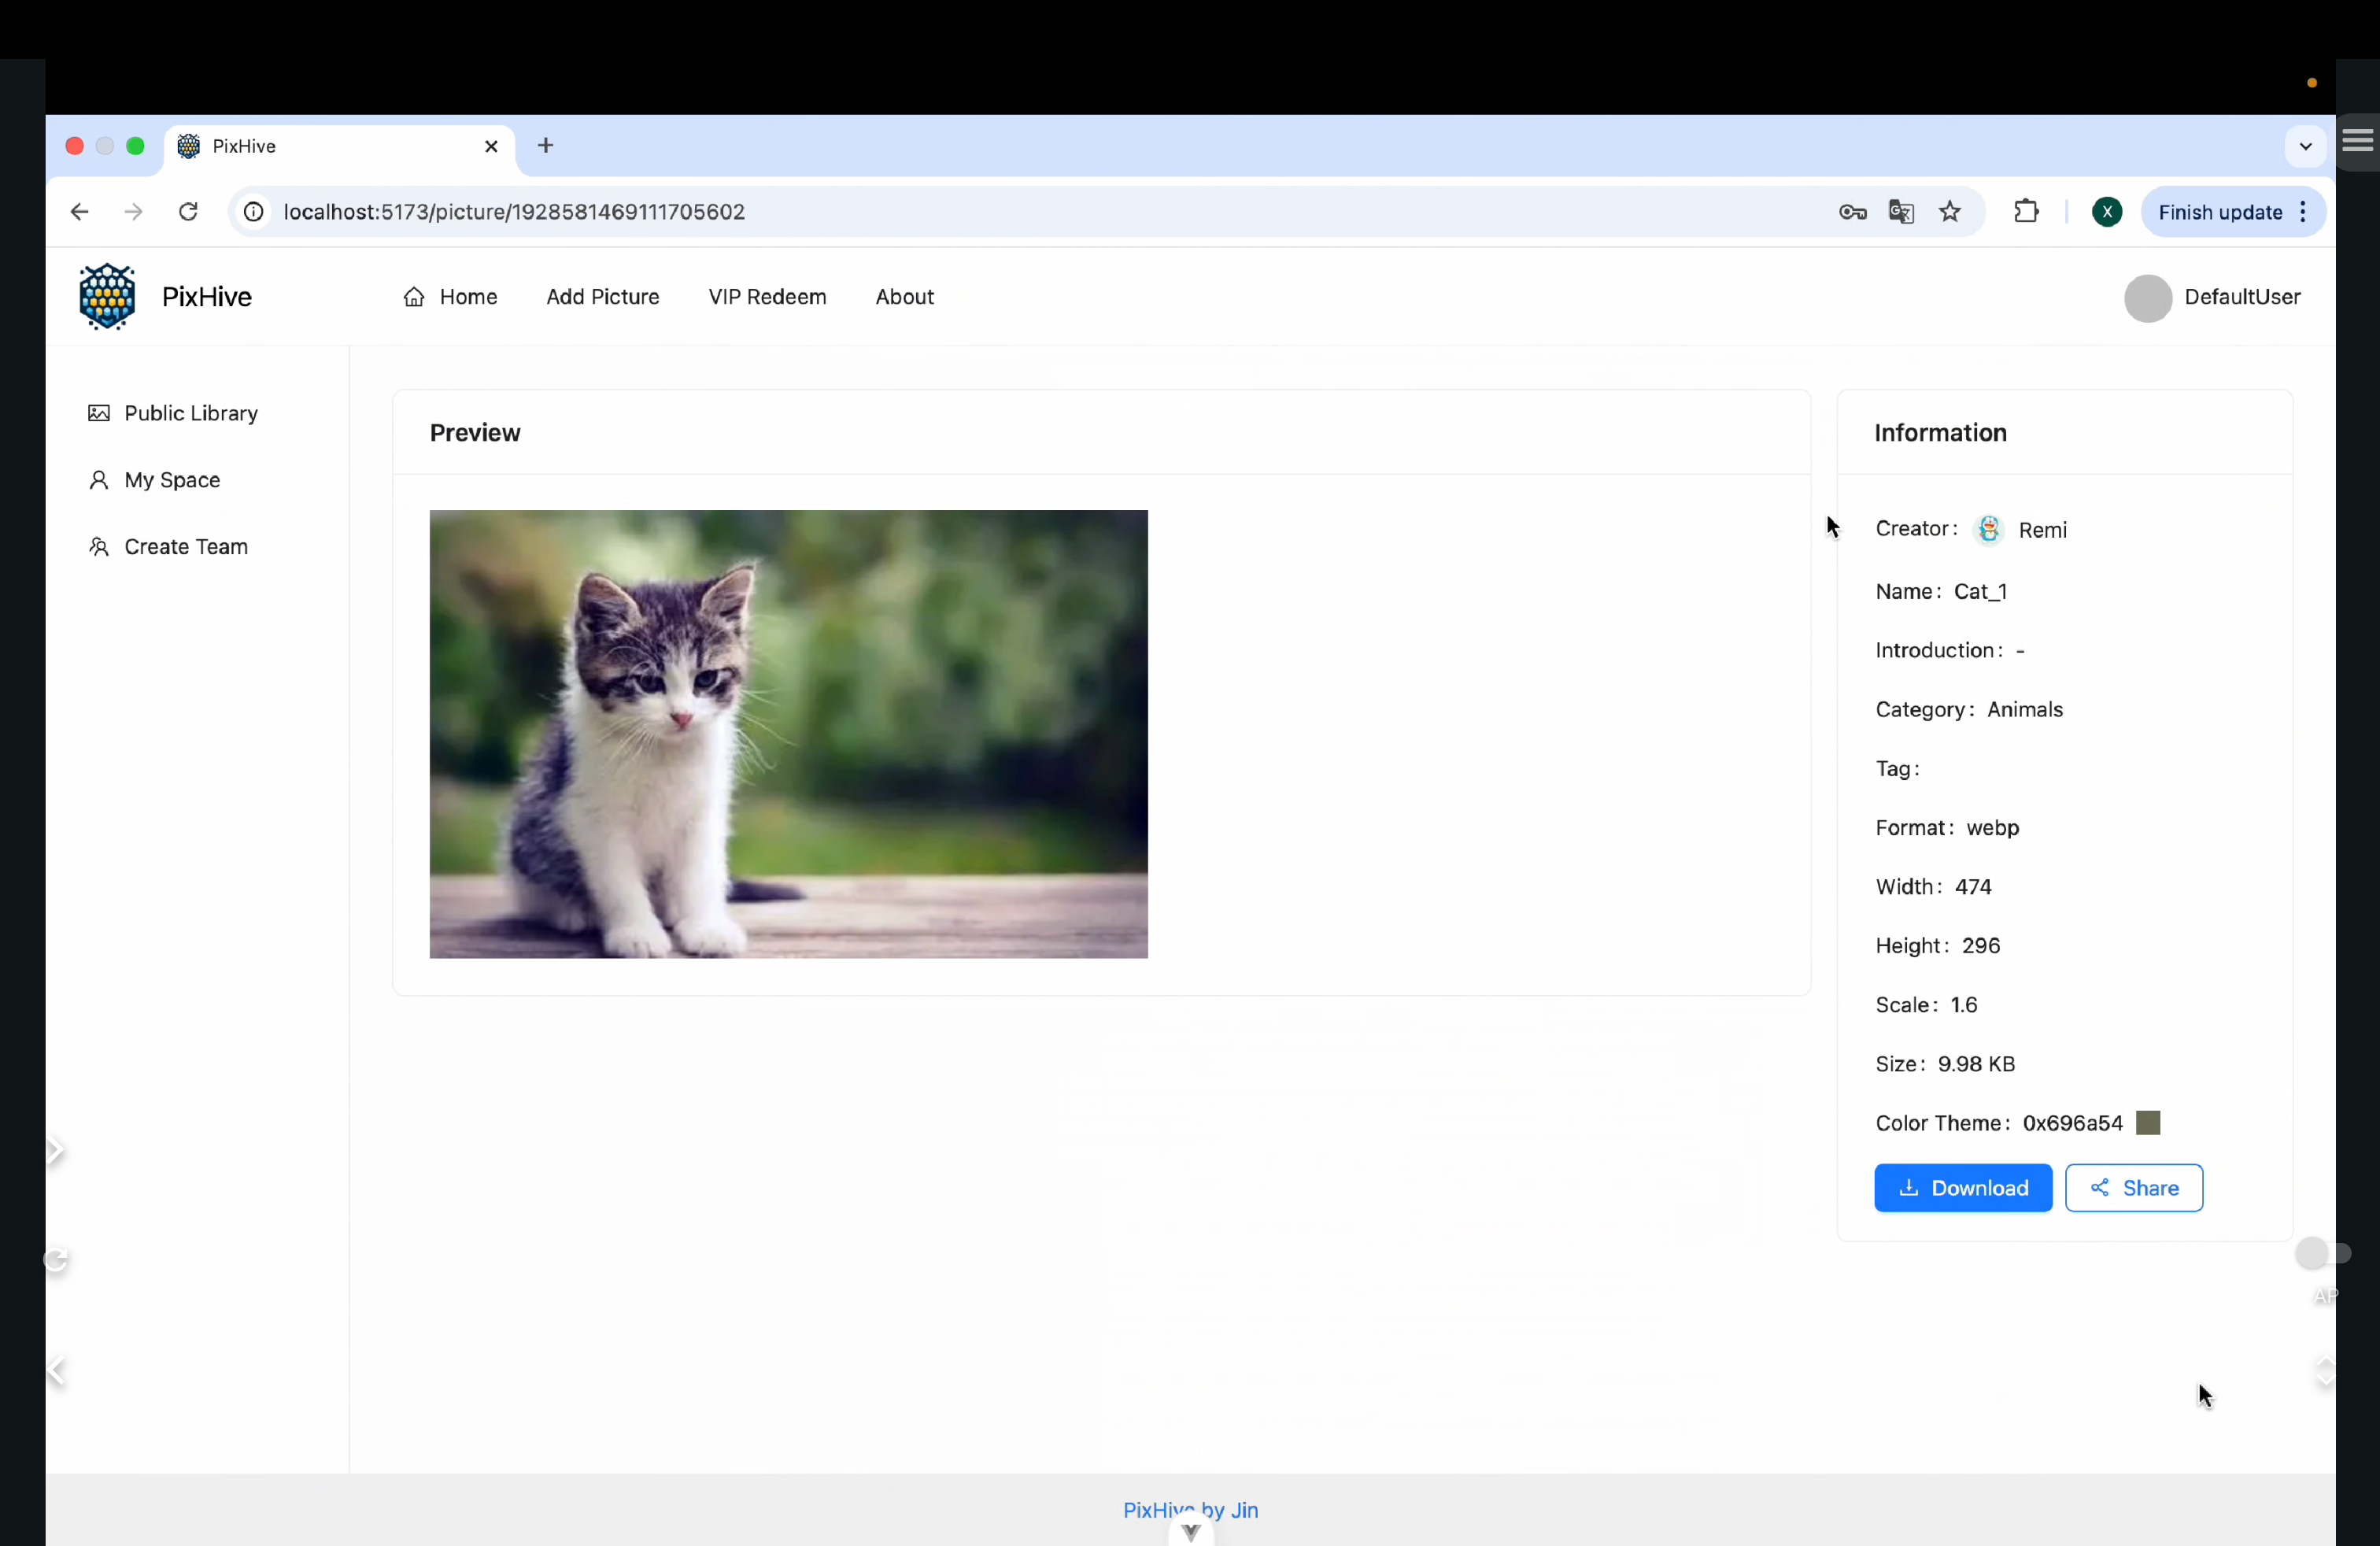 PixHive
localhost:5173/picture/1928581469111705602
X
Finish update
PixHive
Home
Add Picture
VIP Redeem
About
DefaultUser
Public Library
My Space
Create Team
Preview
Information
Creator: Remi
Name: Cat_1
Introduction: -
Category: Animals
Tag:
Format: webp
Width: 474
Height: 296
Scale: 1.6
Size: 9.98 KB
Color Theme: 0x696a54
Download
Share
AP
PixHive by Jin